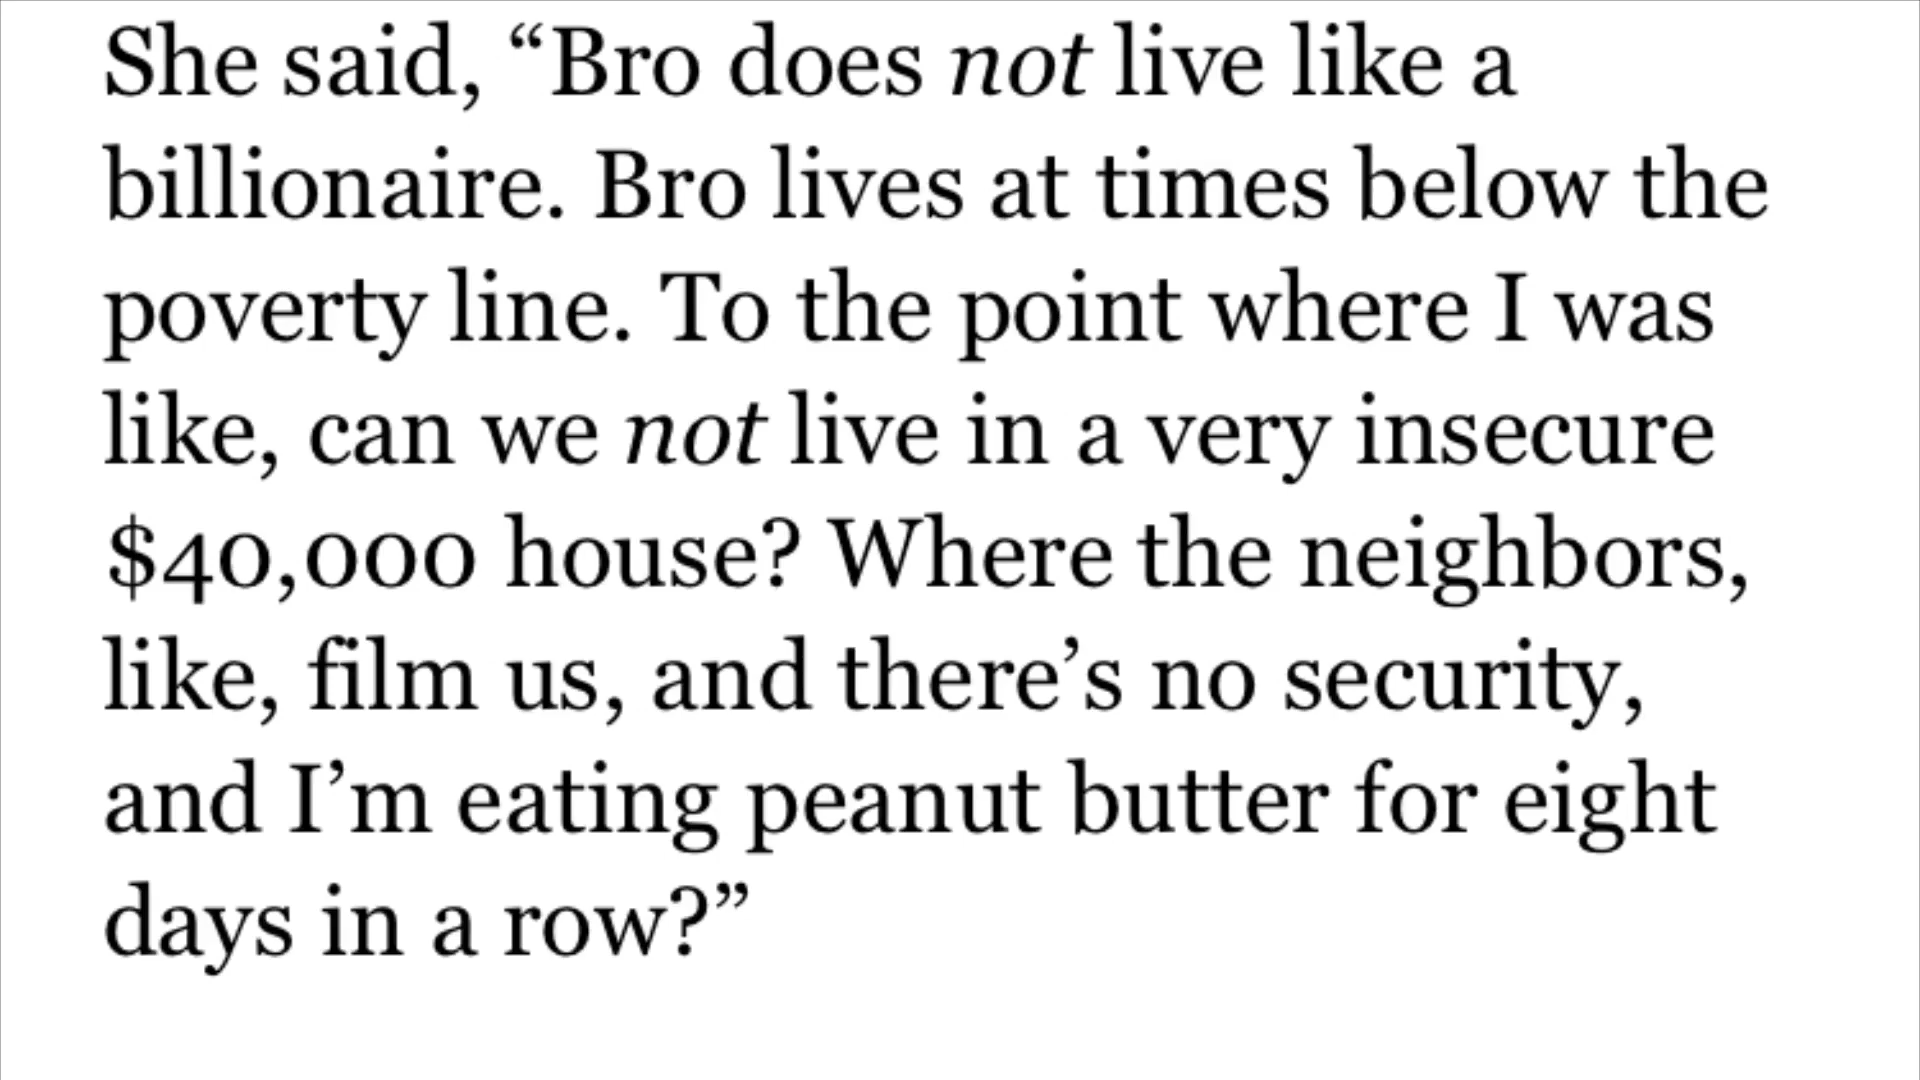 She said, “Bro does not live like a
billionaire. Bro lives at times below the
poverty line. To the point where I was
like, can we not live in a very insecure
$40,000 house? Where the neighbors,
like, film us, and there’s no security,
and I’m eating peanut butter for eight
days in a row?”